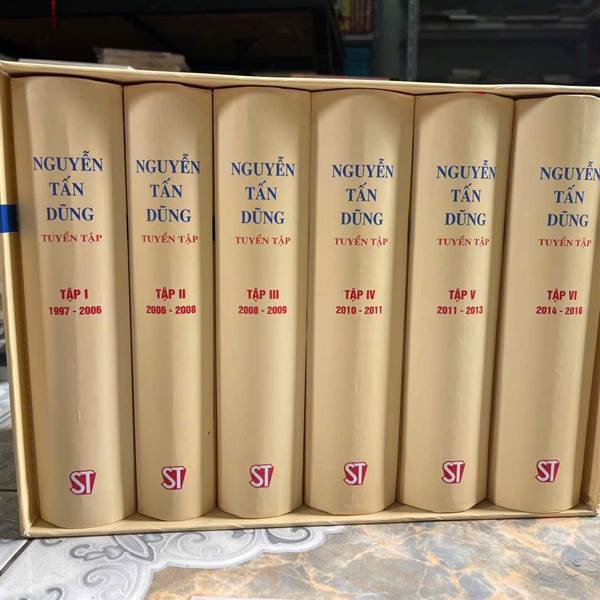 NGUYỄN
TẤN
DŨNG
TUYỂN TẬP
TẬP I
1997 - 2006
ST
NGUYỄN
TẤN
DŨNG
TUYỂN TẬP
TẬP II
2006 - 2008
ST
NGUYỄN
TẤN
DŨNG
TUYỂN TẬP
TẬP III
2008 - 2009
ST
NGUYỄN
TẤN
DŨNG
TUYỂN TẬP
TẬP IV
2010 - 2011
ST
NGUYỄN
TẤN
DŨNG
TUYỂN TẬP
TẬP V
2011 - 2013
ST
NGUYỄN
TẤN
DŨNG
TUYỂN TẬP
TẬP VI
2014 - 2016
ST